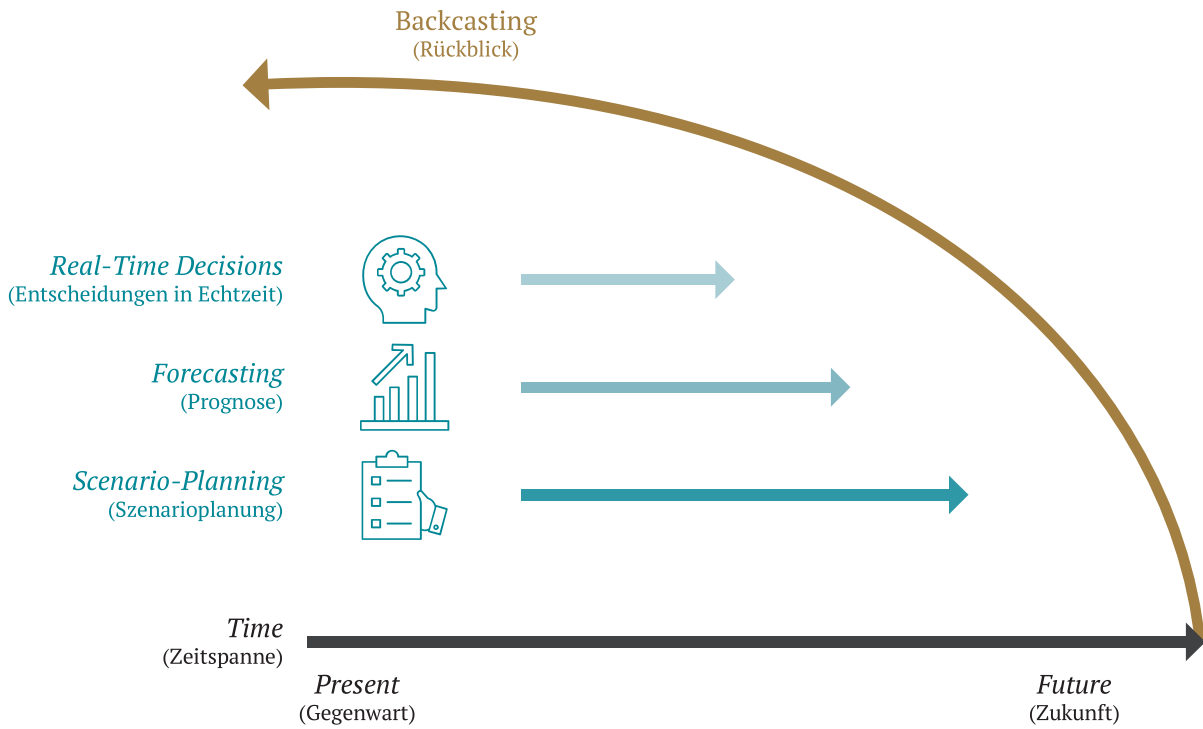 Backcasting
(Rückblick)
Real-Time Decisions
(Entscheidungen in Echtzeit)
Forecasting
(Prognose)
Scenario-Planning
(Szenarioplanung)
Time
(Zeitspanne)
Present
(Gegenwart)
Future
(Zukunft)